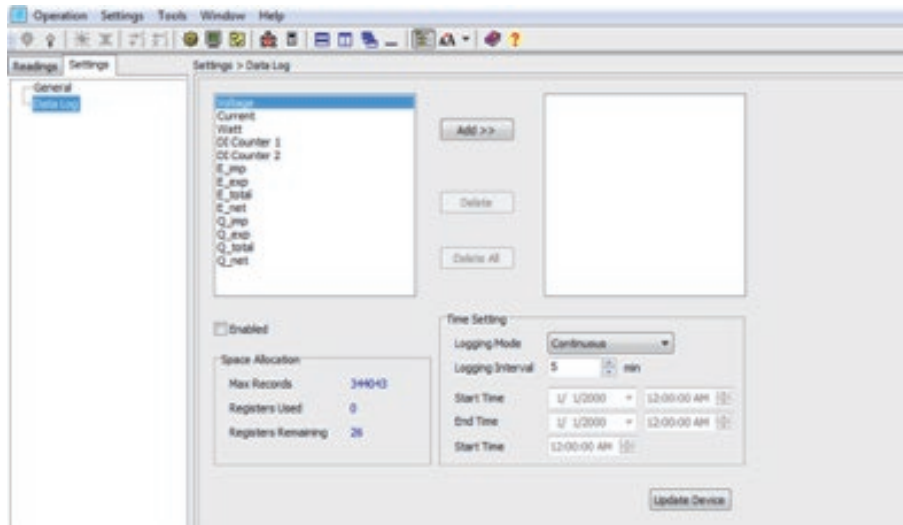 Operation Settings Tools Window Help
Readings Settings
Settings > Data Log
General
Data Log
Voltage
Current
Watt
DI Counter 1
DI Counter 2
E_imp
E_exp
E_total
E_net
Q_imp
Q_exp
Q_total
Q_net
Add >>
Delete
Delete All
Enabled
Space Allocation
Max Records 344043
Registers Used 0
Registers Remaining 26
Time Setting
Logging Mode Continuous
Logging Interval 5 min
Start Time 1/ 1/2000 12:00:00 AM
End Time 1/ 1/2000 12:00:00 AM
Start Time 12:00:00 AM
Update Device